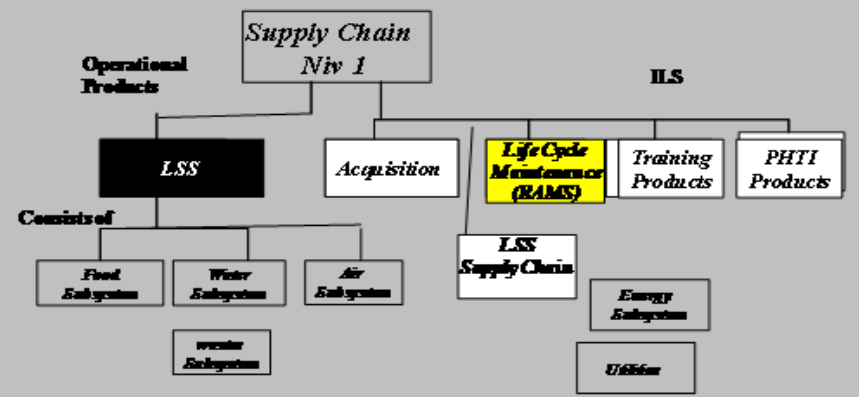 Supply Chain
Niv 1
Operational
Products
ILS
LSS
Acquisition
Life Cycle
Maintenance
(RAMS)
Training
Products
PHTI
Products
Consists of
Food
Subsystem
Water
Subsystem
Air
Subsystem
LSS
Supply Chain
Energy
Subsystem
Subsystem
Utilities